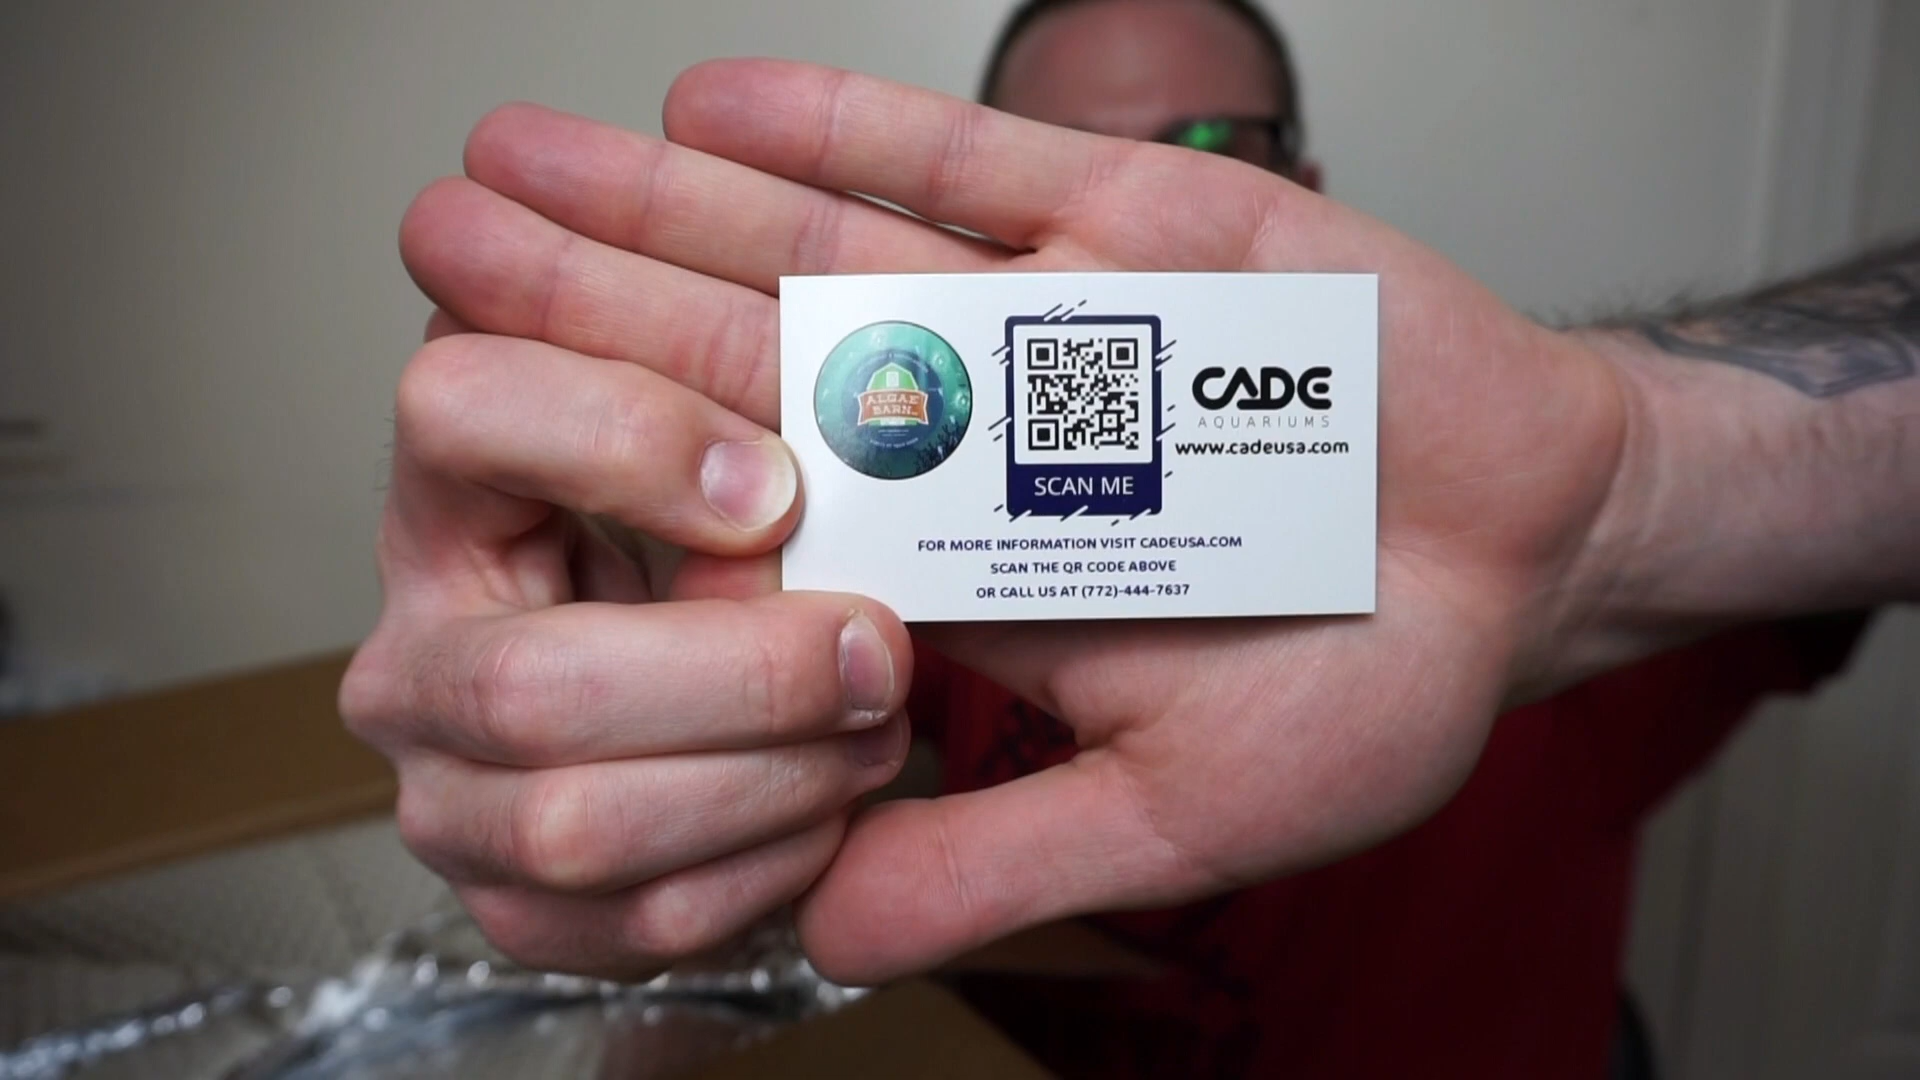 ALGAE
BARN
SCAN ME
CADE
AQUARIUMS
www.cadeusa.com
FOR MORE INFORMATION VISIT CADEUSA.COM
SCAN THE QR CODE ABOVE
OR CALL US AT (772)-444-7637